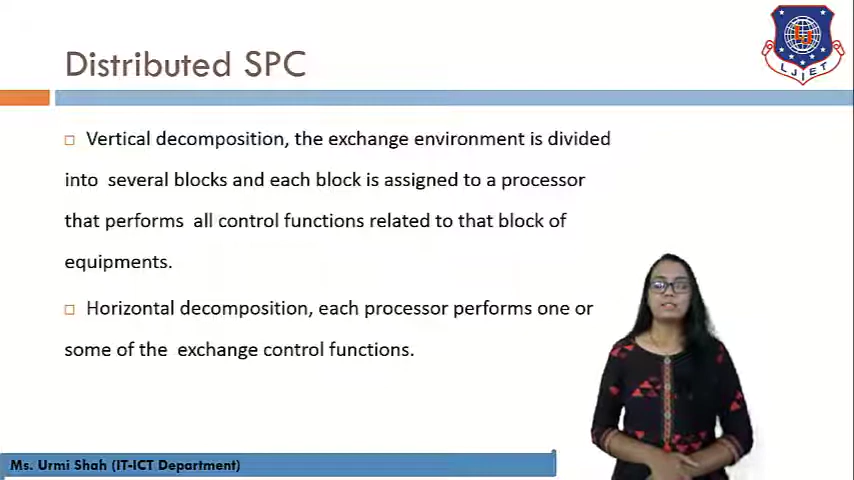 Distributed SPC
LJIET
Vertical decomposition, the exchange environment is divided
into several blocks and each block is assigned to a processor
that performs all control functions related to that block of
equipments.
Horizontal decomposition, each processor performs one or
some of the exchange control functions.
Ms. Urmi Shah (IT-ICT Department)